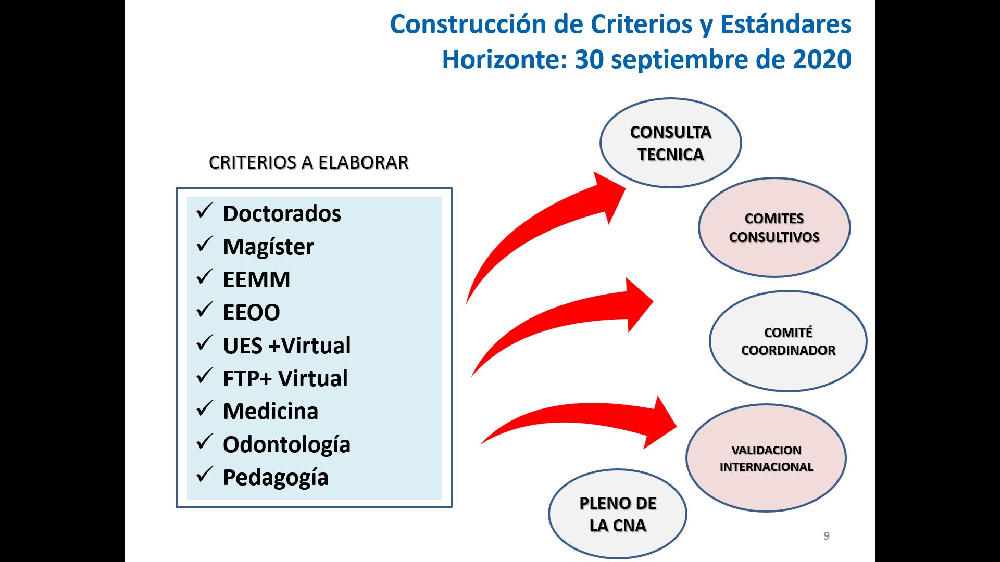 Construcción de Criterios y Estándares
Horizonte: 30 septiembre de 2020
CRITERIOS A ELABORAR
✓ Doctorados
✓ Magíster
✓ EEMM
✓ EEOO
✓ UES +Virtual
✓ FTP+ Virtual
✓ Medicina
✓ Odontología
✓ Pedagogía
CONSULTA
TECNICA
COMITES
CONSULTIVOS
COMITÉ
COORDINADOR
VALIDACION
INTERNACIONAL
PLENO DE
LA CNA
9